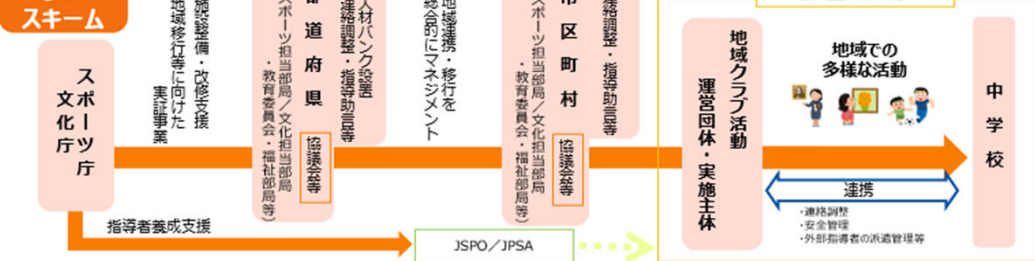 スキーム
スポーツ庁
文化庁
施設整備・改修支援
地域移行等に向けた
実証事業
指導者養成支援
道府県
スポーツ担当部局／文化担当部局
・教育委員会・福祉部局等）
協議会等
人材バンク設置
連絡調整・指導助言等
地域連携・移行を
総合的にマネジメント
市区町村
スポーツ担当部局／文化担当部局
・教育委員会・福祉部局等）
協議会等
連絡調整・指導助言等
JSPO／JPSA
地域クラブ活動
運営団体・実施主体
地域での
多様な活動
連携
・連絡調整
・安全管理
・外部指導者の派遣管理等
中学校